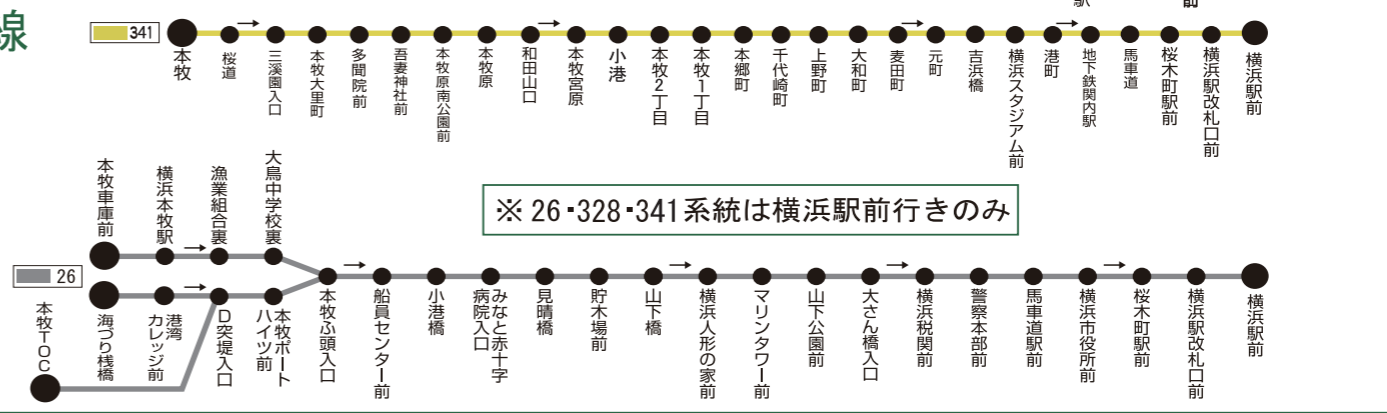 線
駅
前
341
本牧
桜道
三溪園入口
本牧大里町
多聞院前
吾妻神社前
本牧原南公園前
本牧原
和田山口
本牧宮原
小港
本牧2丁目
本牧1丁目
本郷町
千代崎町
上野町
大和町
麦田町
元町
吉浜橋
横浜スタジアム前
港町
地下鉄関内駅
馬車道
桜木町駅前
横浜駅改札口前
横浜駅前
※26・328・341系統は横浜駅前行きのみ
26
本牧車庫前
横浜本牧駅
漁業組合裏
大鳥中学校裏
本牧TOC
海づり桟橋
港湾
カレッジ前
D突堤入口
本牧ポート
ハイツ前
本牧ふ頭入口
船員センター前
小港橋
みなと赤十字
病院入口
見晴橋
貯木場前
山下橋
横浜人形の家前
マリンタワー前
山下公園前
大さん橋入口
横浜税関前
警察本部前
馬車道駅前
横浜市役所前
桜木町駅前
横浜駅改札口前
横浜駅前